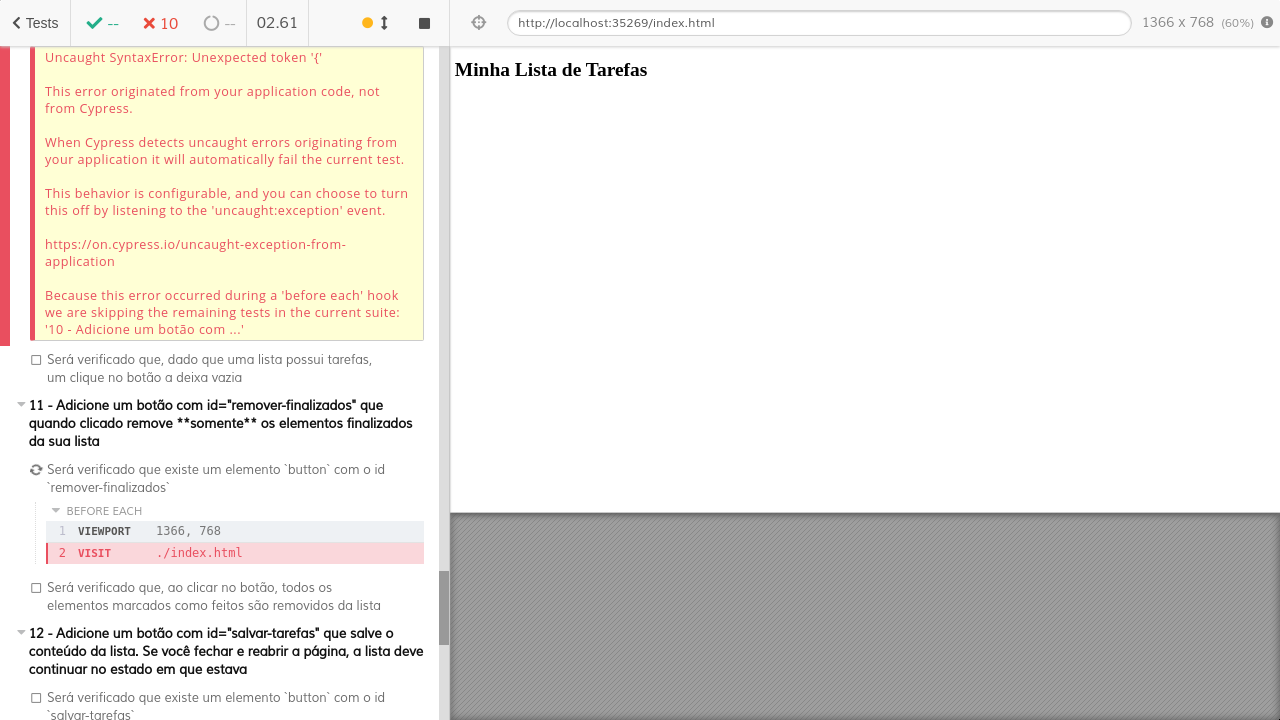 Tests
--
10
--
02.61
http://localhost:35269/index.html
1366 x 768 (60%)
Uncaught SyntaxError: Unexpected token '{'
This error originated from your application code, not
from Cypress.
When Cypress detects uncaught errors originating from
your application it will automatically fail the current test.
This behavior is configurable, and you can choose to turn
this off by listening to the 'uncaught:exception' event.
https://on.cypress.io/uncaught-exception-from-
application
Because this error occurred during a 'before each' hook
we are skipping the remaining tests in the current suite:
'10 - Adicione um botão com ...'
Será verificado que, dado que uma lista possui tarefas,
um clique no botão a deixa vazia
11 - Adicione um botão com id="remover-finalizados" que
quando clicado remove **somente** os elementos finalizados
da sua lista
Será verificado que existe um elemento `button` com o id
`remover-finalizados`
BEFORE EACH
1 VIEWPORT 1366, 768
2 VISIT ./index.html
Será verificado que, ao clicar no botão, todos os
elementos marcados como feitos são removidos da lista
12 - Adicione um botão com id="salvar-tarefas" que salve o
conteúdo da lista. Se você fechar e reabrir a página, a lista deve
continuar no estado em que estava
Será verificado que existe um elemento `button` com o id
`salvar-tarefas`
Minha Lista de Tarefas